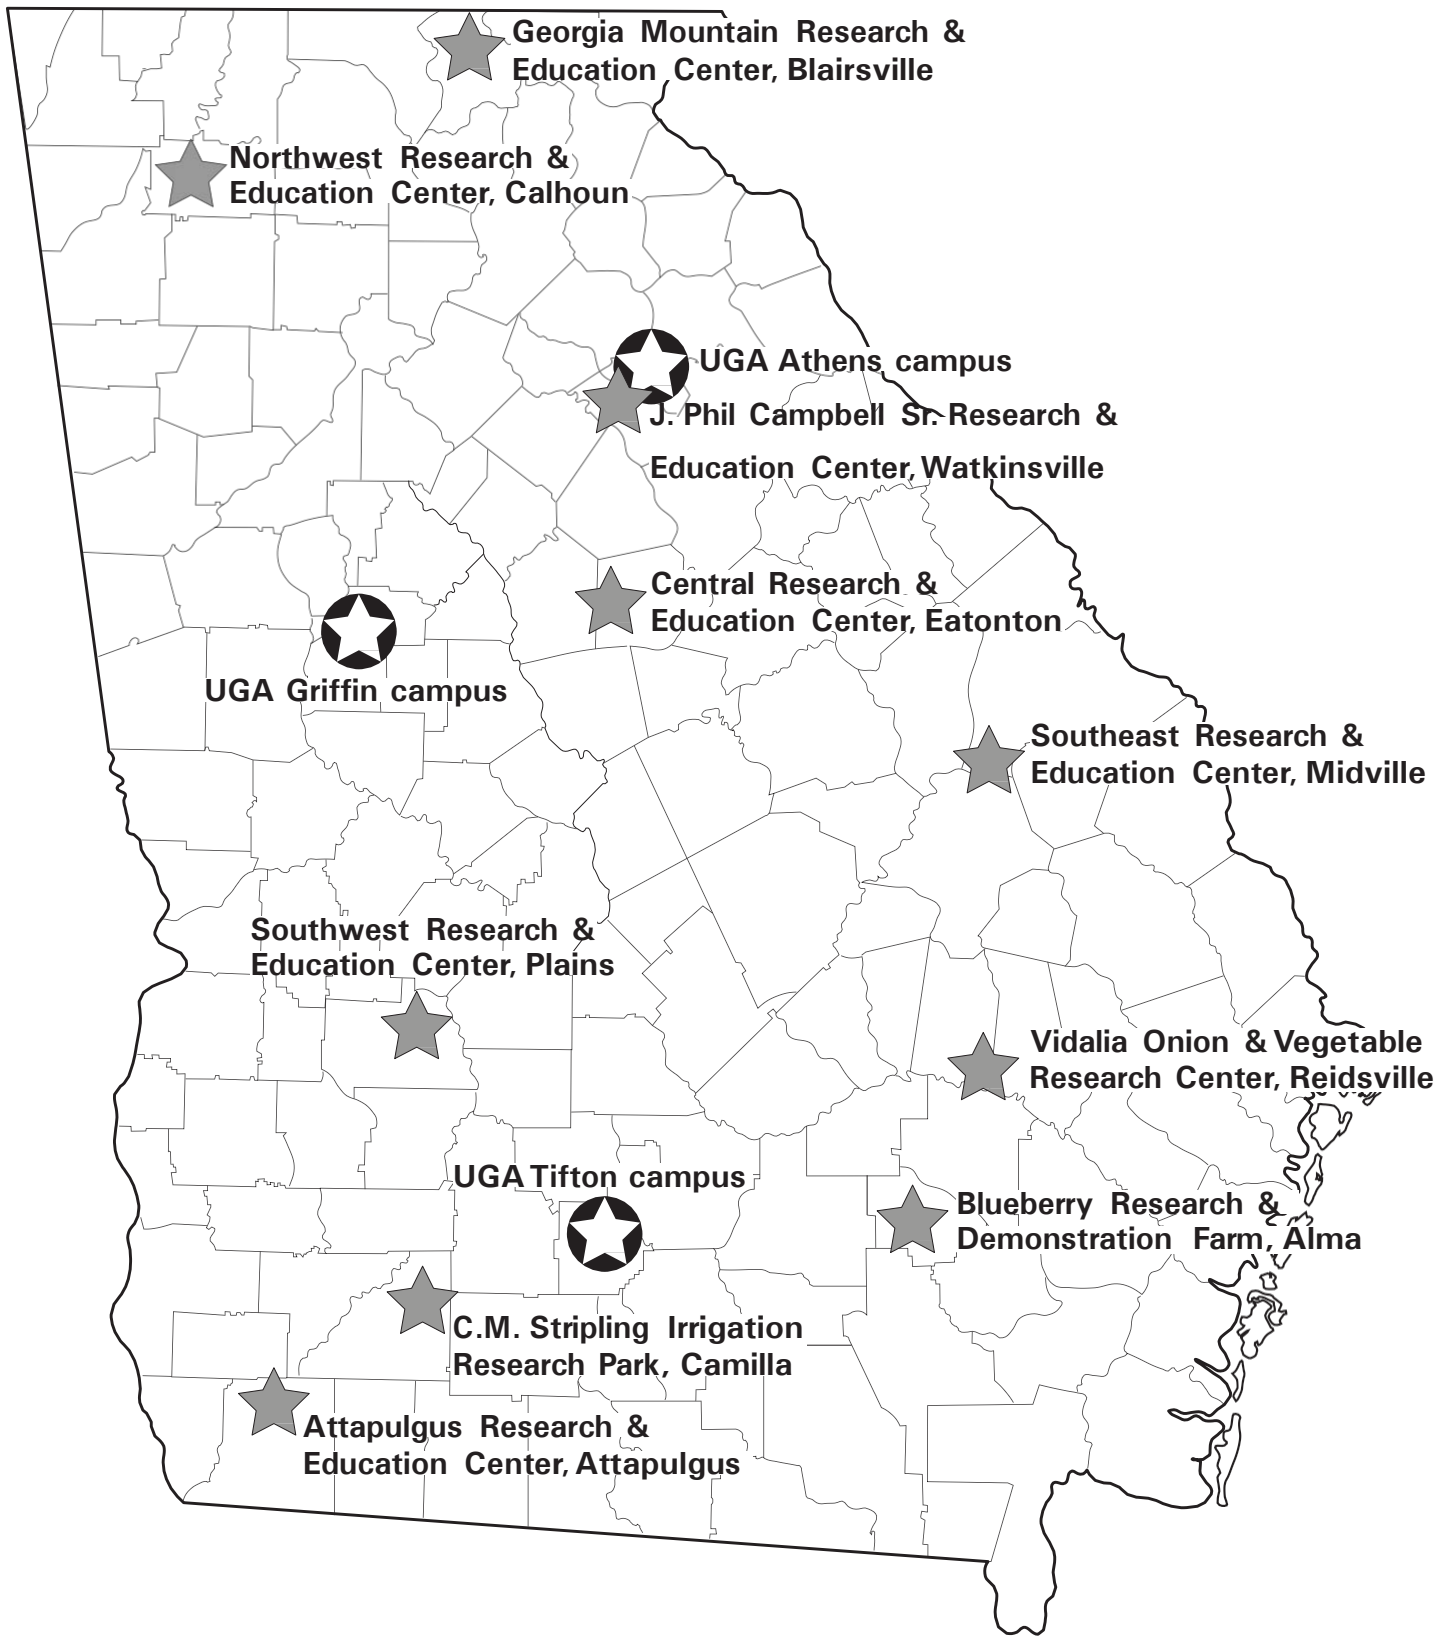 Georgia Mountain Research &
Education Center, Blairsville
Northwest Research &
Education Center, Calhoun
UGA Athens campus
J. Phil Campbell Sr. Research &
Education Center, Watkinsville
Central Research &
Education Center, Eatonton
UGA Griffin campus
Southeast Research &
Education Center, Midville
Southwest Research &
Education Center, Plains
Vidalia Onion & Vegetable
Research Center, Reidsville
UGA Tifton campus
Blueberry Research &
Demonstration Farm, Alma
C.M. Stripling Irrigation
Research Park, Camilla
Attapulgus Research &
Education Center, Attapulgus